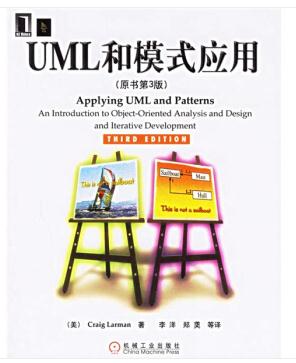 UML和模式应用
(原书第3版)
Applying UML and Patterns
An Introduction to Object-Oriented Analysis and Design
and Iterative Development
THIRD EDITION
This is a sailboat
Sailboat
Mast
Hull
This is not a sailboat
(美) Craig Larman 著 李洋 郑䶮 等译
机械工业出版社
China Machine Press